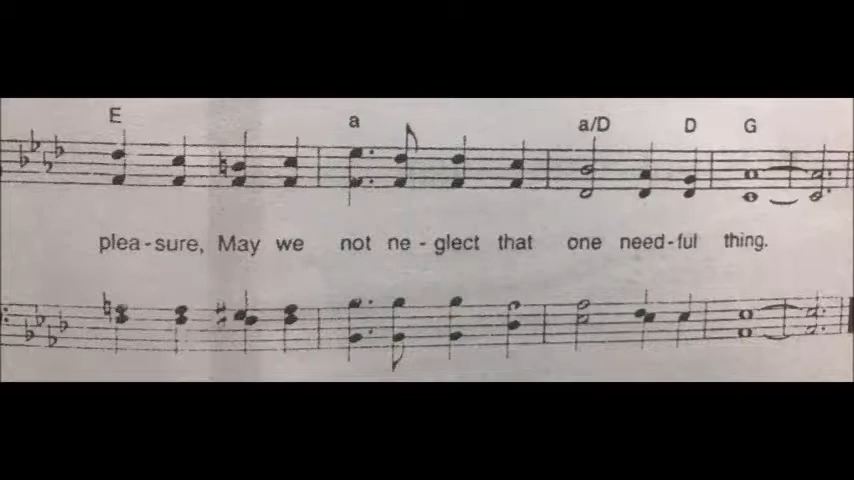 E a a/D D G
plea-sure, May we not ne-glect that one need-ful thing.